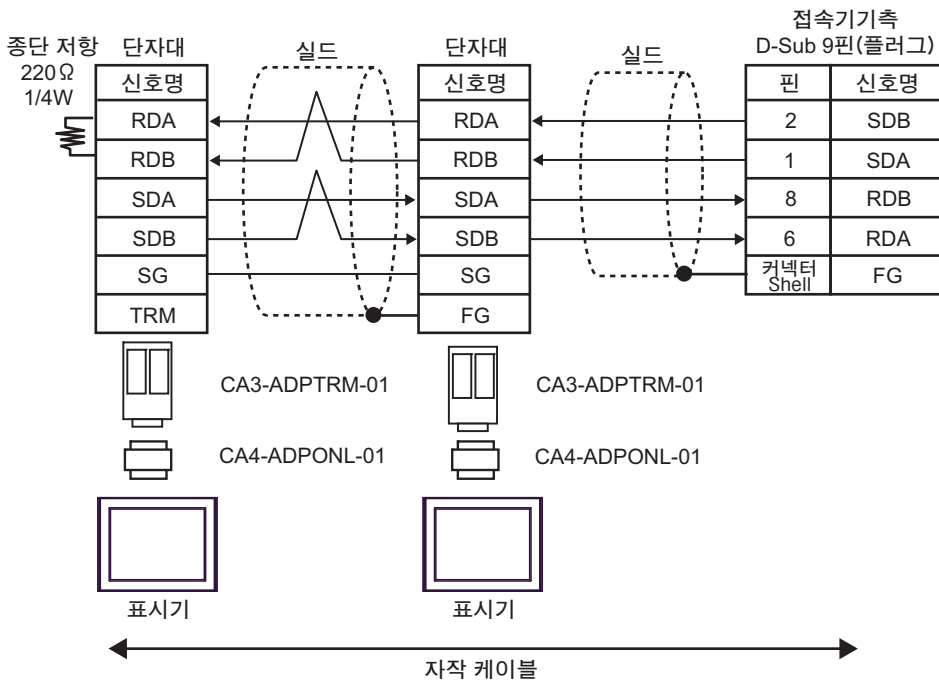 종단 저항
220Ω
1/4W
단자대
신호명
RDA
RDB
SDA
SDB
SG
TRM
실드
단자대
신호명
RDA
RDB
SDA
SDB
SG
FG
실드
접속기기측
D-Sub 9핀(플러그)
핀 신호명
2 SDB
1 SDA
8 RDB
6 RDA
커넥터
Shell
FG
CA3-ADPTRM-01
CA3-ADPTRM-01
CA4-ADPONL-01
CA4-ADPONL-01
표시기
표시기
자작 케이블